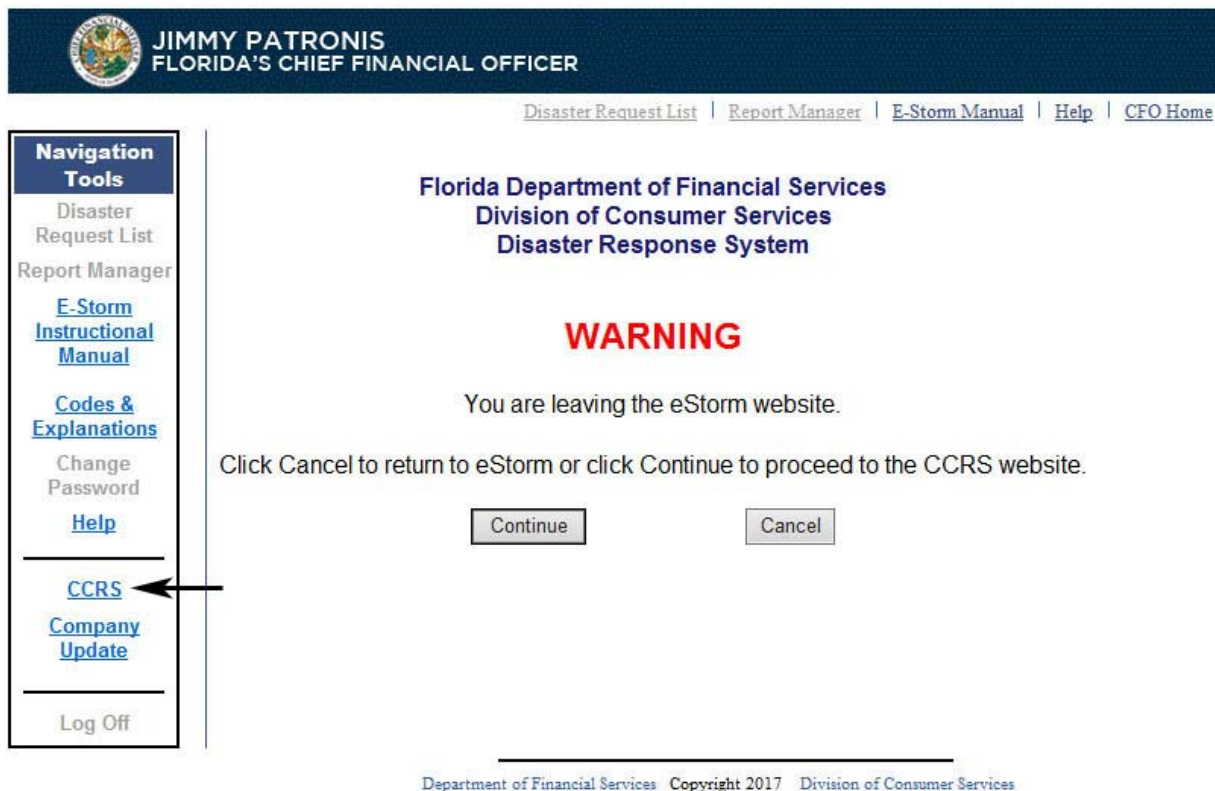 JIMMY PATRONIS
FLORIDA'S CHIEF FINANCIAL OFFICER
Disaster Request List | Report Manager | E-Storm Manual | Help | CFO Home
Navigation
Tools
Disaster
Request List
Report Manager
E-Storm
Instructional
Manual
Codes &
Explanations
Change
Password
Help
CCRS
Company
Update
Log Off
Florida Department of Financial Services
Division of Consumer Services
Disaster Response System
WARNING
You are leaving the eStorm website.
Click Cancel to return to eStorm or click Continue to proceed to the CCRS website.
Continue Cancel
Department of Financial Services Copyright 2017 Division of Consumer Services